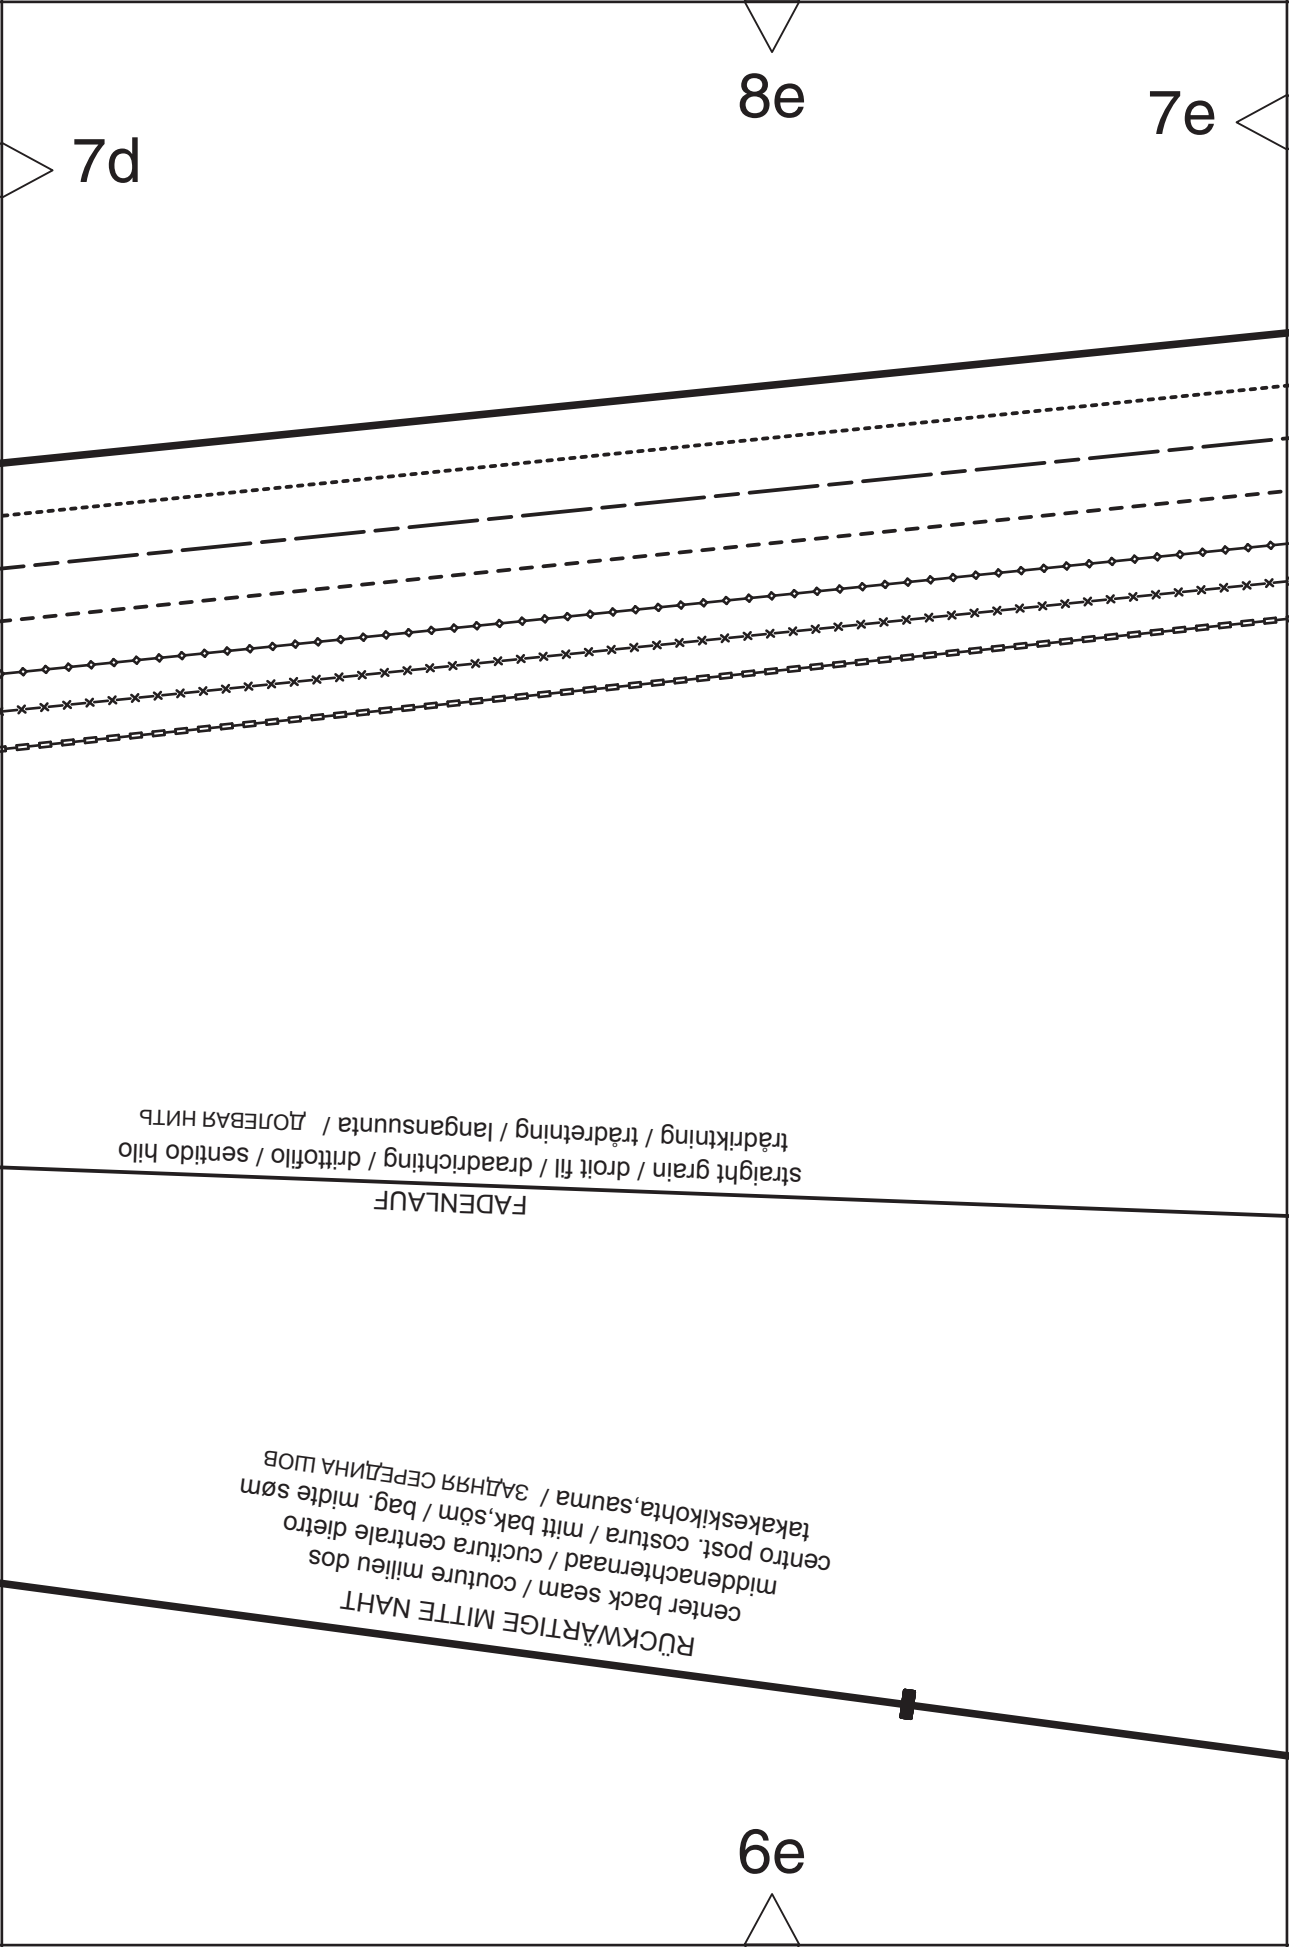 8e
7e
7d
FADENLAUF
straight grain / droit fil / draadrichting / drittofilo / sentido hilo
trådriktning / trådretning / langansuunta / ДОЛЕВАЯ НИТЬ
RÜCKWÄRTIGE MITTE NAHT
center back seam / couture milieu dos
middenachternaad / cucitura centrale dietro
centro post. costura / mitt bak,söm / bag. midte søm
takakeskikohta,sauma / ЗАДНЯЯ СЕРЕДИНА ШОВ
6e